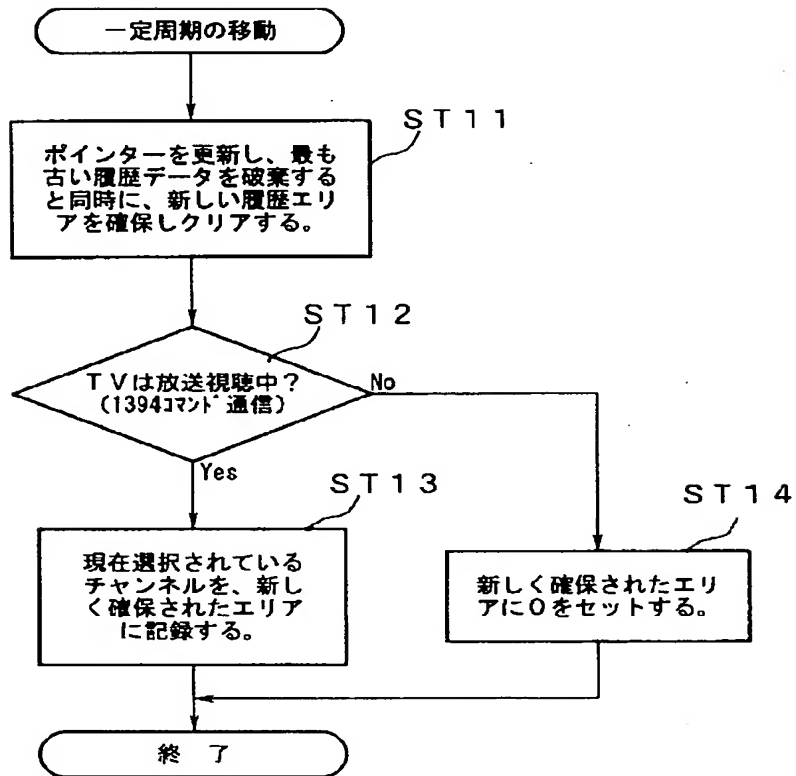 一定周期の移動
ST11
ポインターを更新し、最も
古い履歴データを破棄する
と同時に、新しい履歴エリ
アを確保しクリアする。
ST12
TVは放送視聴中?
(1394コマンド通信)
No
Yes
ST13
現在選択されている
チャンネルを、新し
く確保されたエリア
に記録する。
ST14
新しく確保されたエリ
アに0をセットする。
終 了